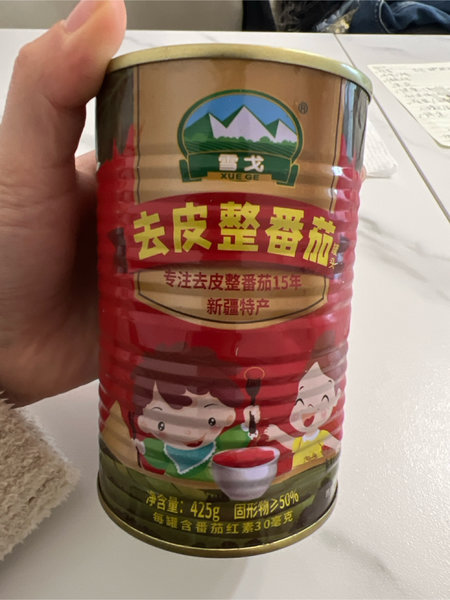 ®
雪戈
XUE GE
去皮整番茄
罐头
专注去皮整番茄15年
新疆特产
净含量：425g 固形物≥50%
每罐含番茄红素30毫克